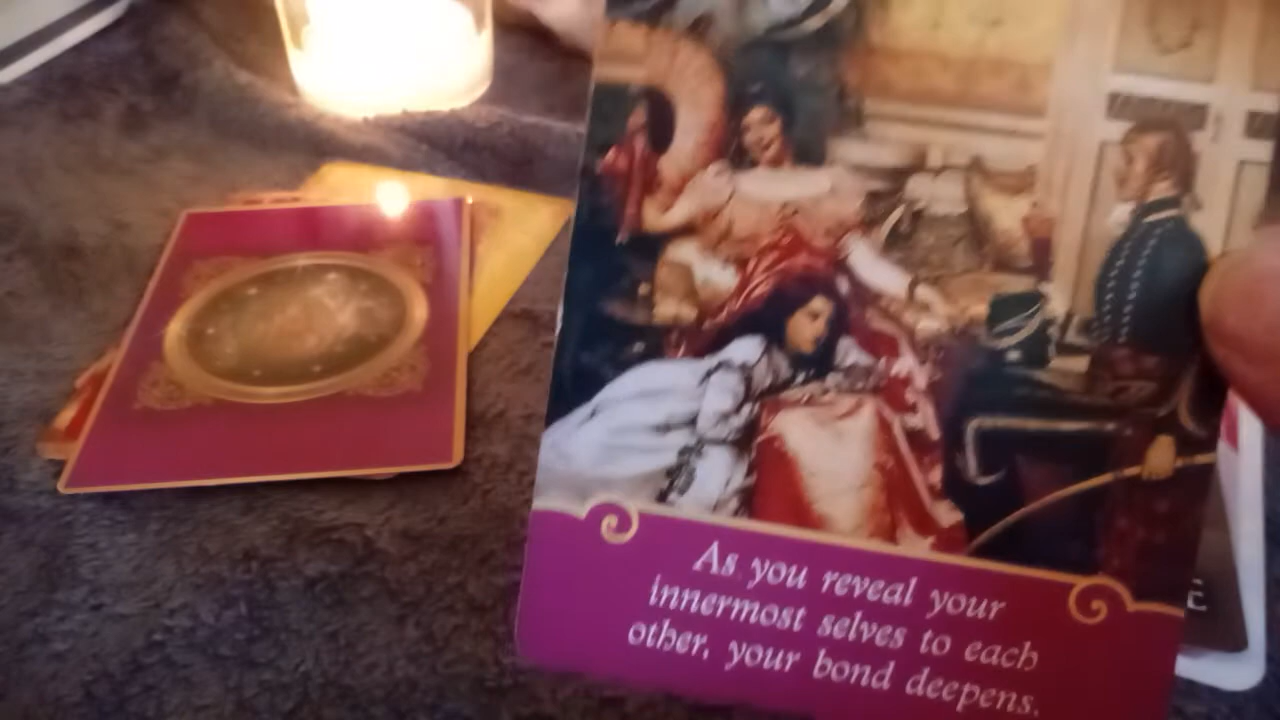 As you reveal your
innermost selves to each
other, your bond deepens.